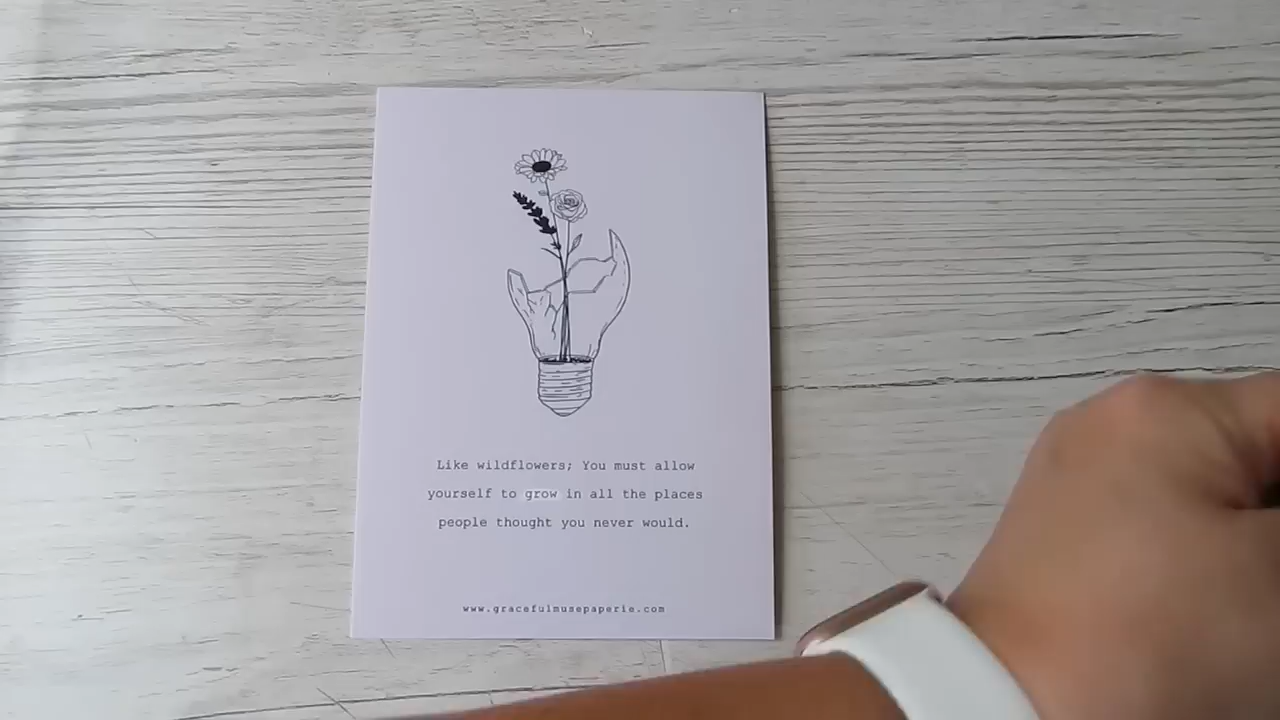 Like wildflowers; You must allow
yourself to grow in all the places
people thought you never would.
www.gracefulmusepaperie.com